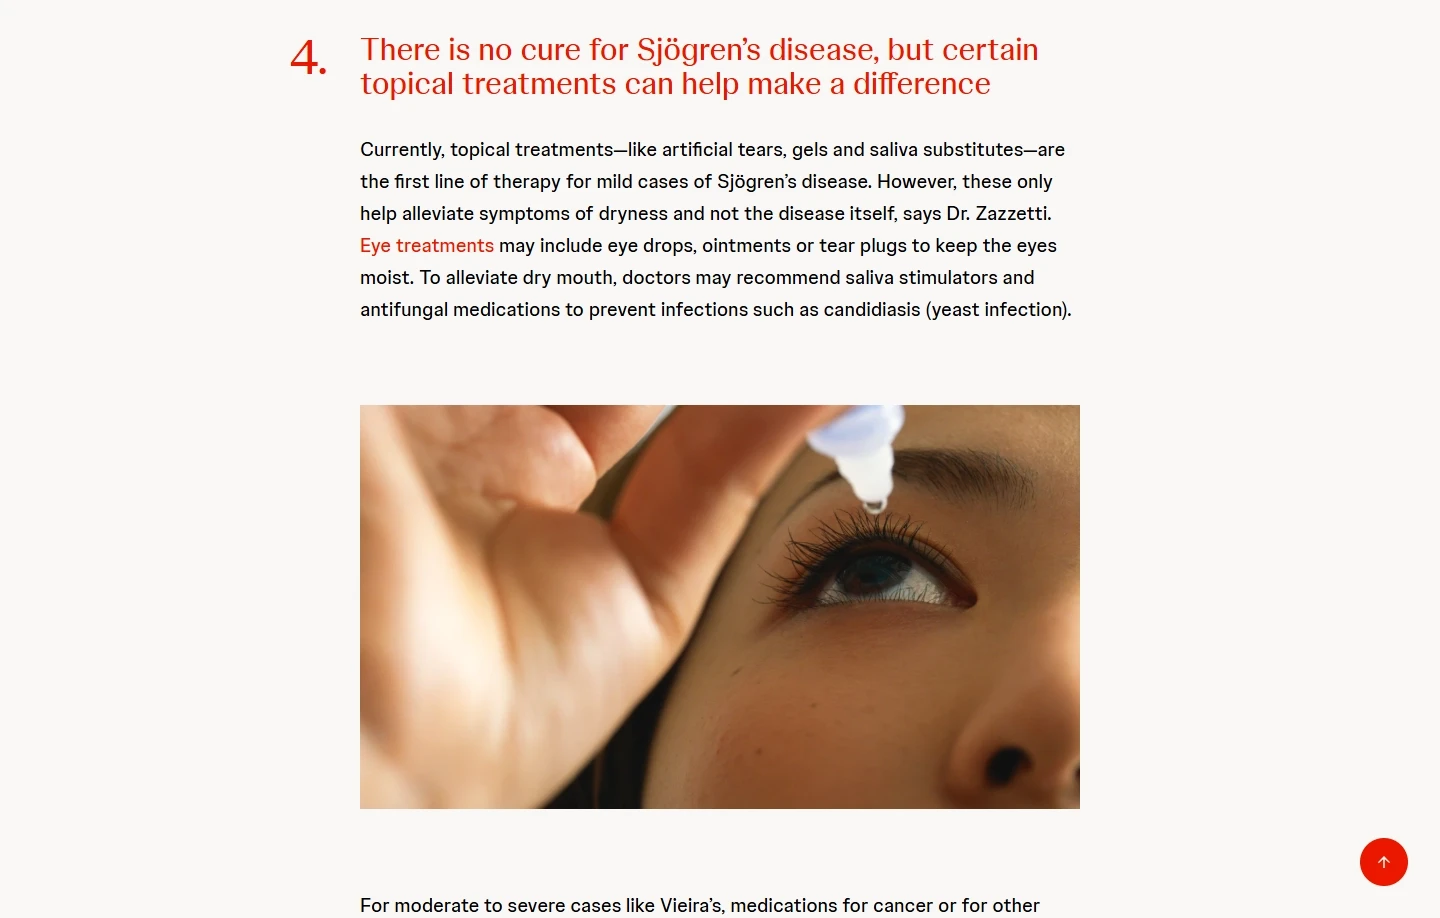 4.
There is no cure for Sjögren’s disease, but certain
topical treatments can help make a difference
Currently, topical treatments—like artificial tears, gels and saliva substitutes—are
the first line of therapy for mild cases of Sjögren’s disease. However, these only
help alleviate symptoms of dryness and not the disease itself, says Dr. Zazzetti.
Eye treatments may include eye drops, ointments or tear plugs to keep the eyes
moist. To alleviate dry mouth, doctors may recommend saliva stimulators and
antifungal medications to prevent infections such as candidiasis (yeast infection).
For moderate to severe cases like Vieira’s, medications for cancer or for other